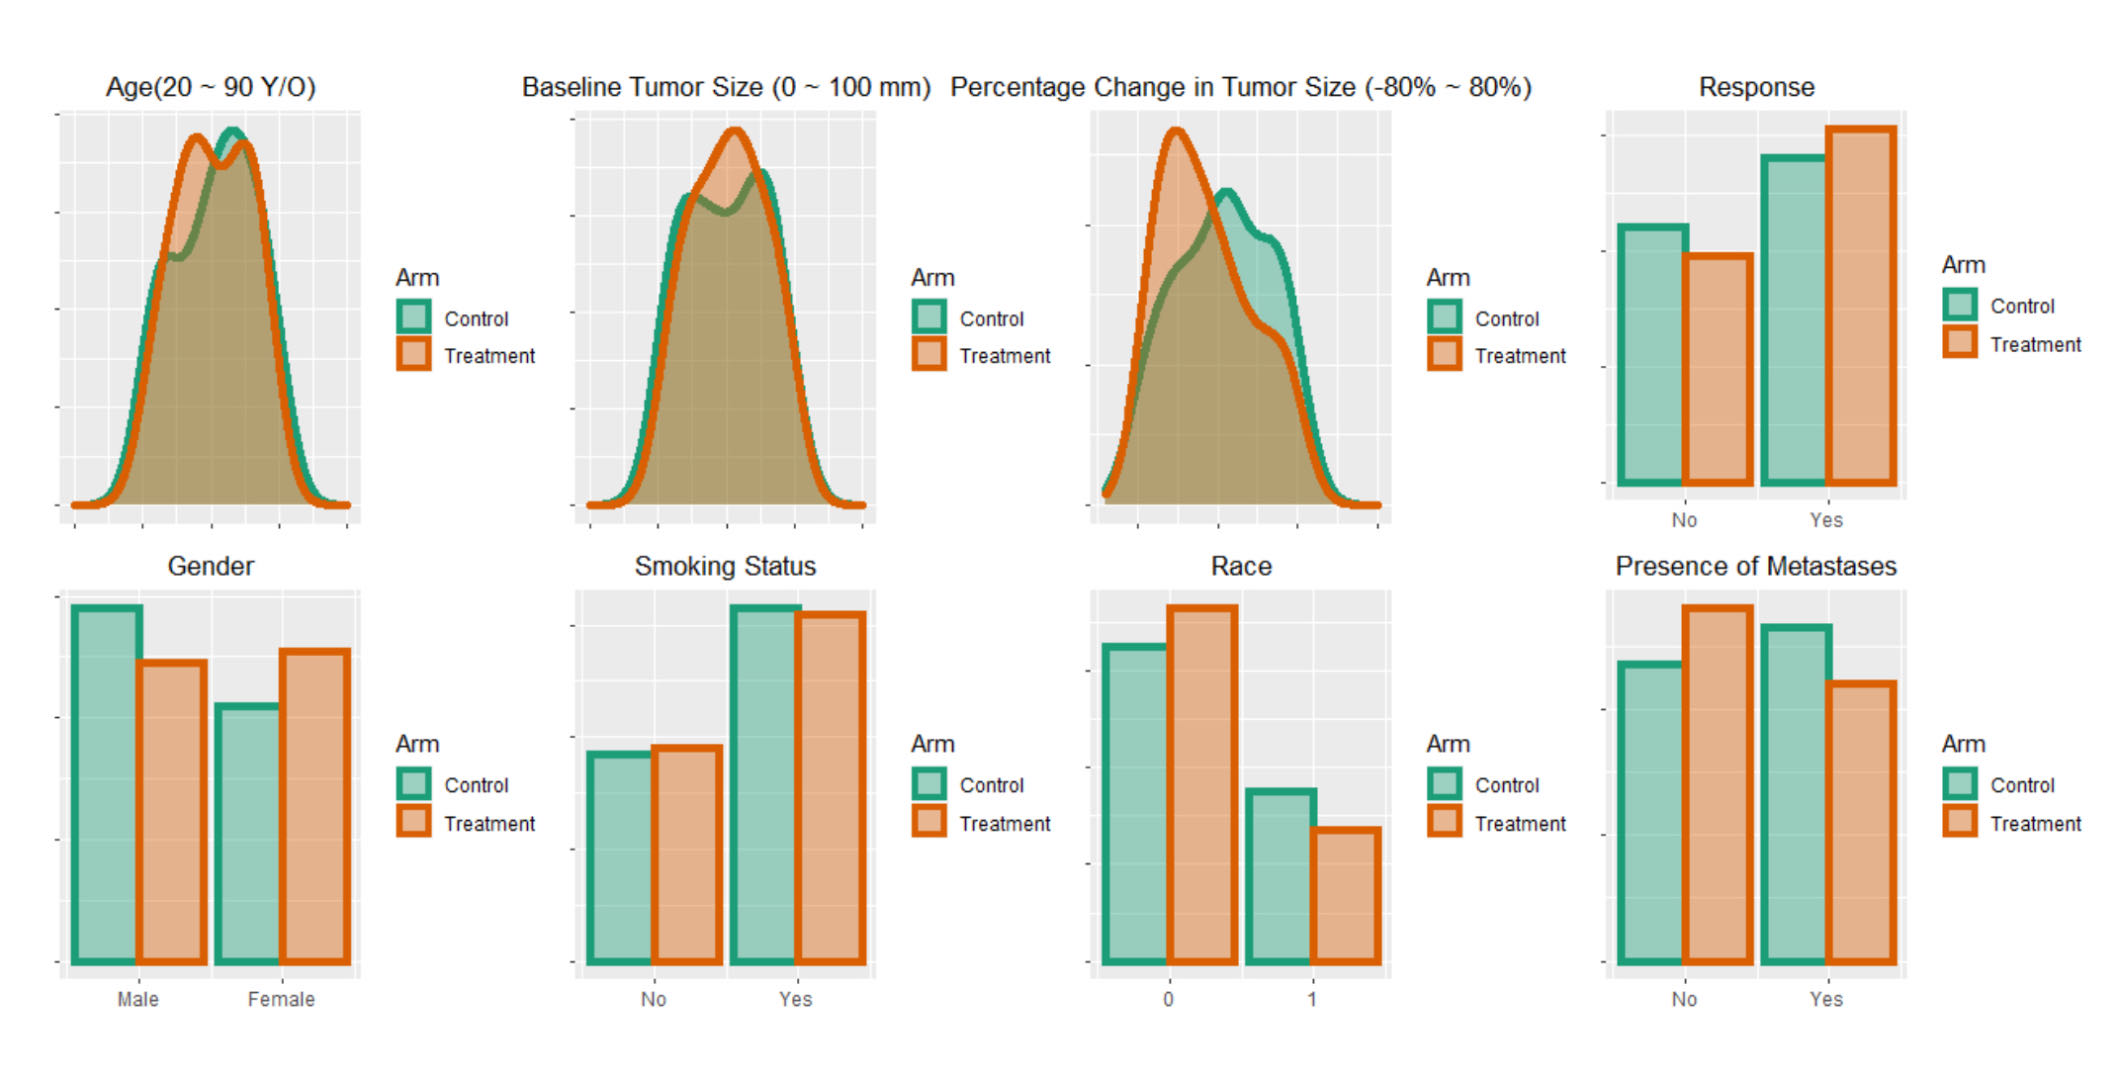 Age(20 ~ 90 Y/O)
Arm
Control
Treatment
Baseline Tumor Size (0 ~ 100 mm)
Arm
Control
Treatment
Percentage Change in Tumor Size (-80% ~ 80%)
Arm
Control
Treatment
Response
No Yes
Arm
Control
Treatment
Gender
Male Female
Arm
Control
Treatment
Smoking Status
No Yes
Arm
Control
Treatment
Race
0 1
Arm
Control
Treatment
Presence of Metastases
No Yes
Arm
Control
Treatment